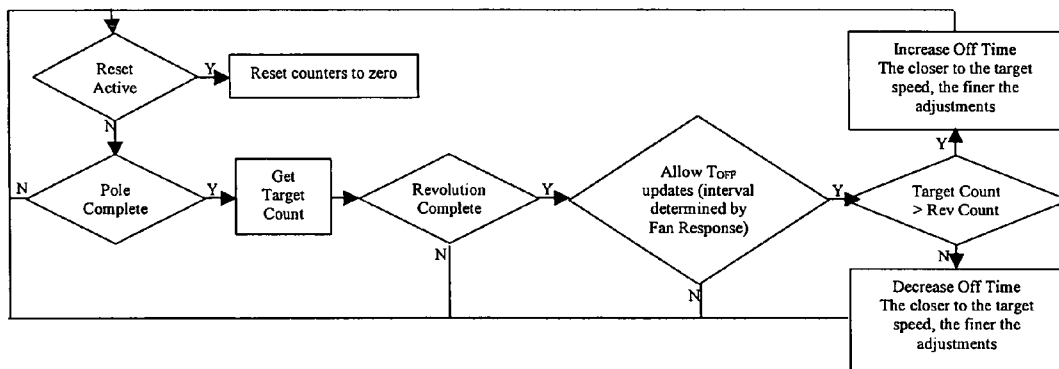 Reset
Active
Y
Reset counters to zero
N
N
Pole
Complete
Y
Get
Target
Count
Revolution
Complete
Y
N
Allow TOFF
updates (interval
determined by
Fan Response)
Y
N
Target Count
> Rev Count
Y
N
Increase Off Time
The closer to the target
speed, the finer the
adjustments
Decrease Off Time
The closer to the target
speed, the finer the
adjustments